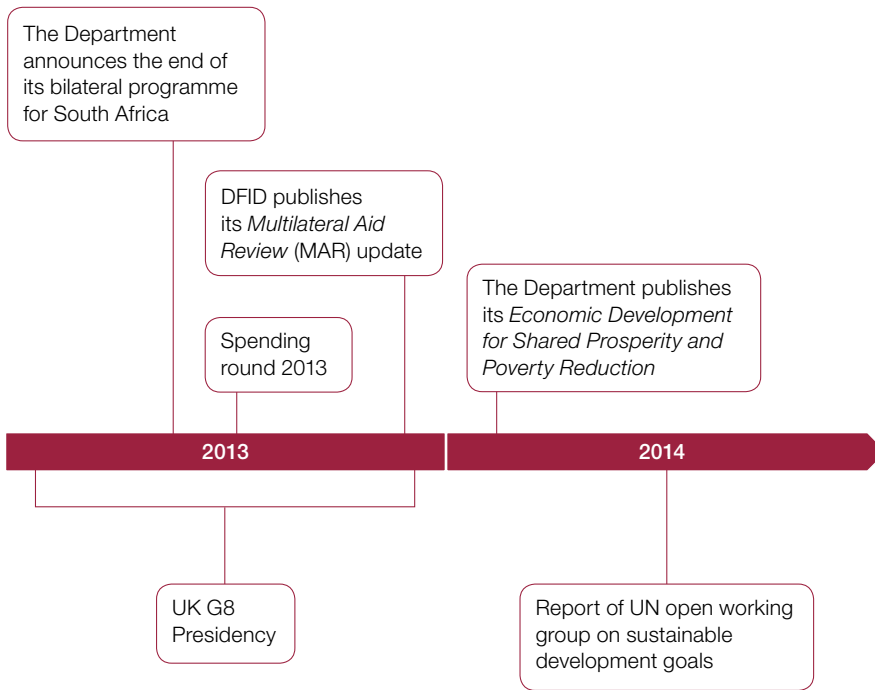 The Department
announces the end of
its bilateral programme
for South Africa
DFID publishes
its Multilateral Aid
Review (MAR) update
Spending
round 2013
The Department publishes
its Economic Development
for Shared Prosperity and
Poverty Reduction
2013
2014
UK G8
Presidency
Report of UN open working
group on sustainable
development goals